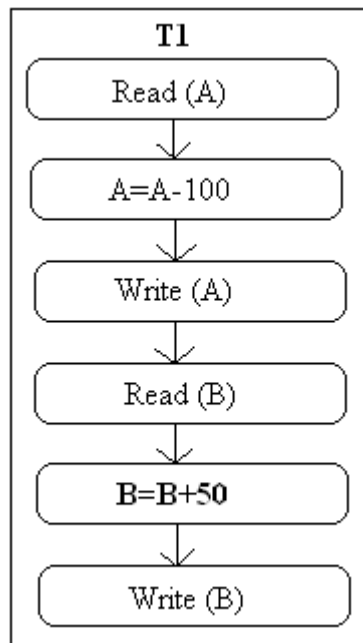 T1
Read (A)
A=A-100
Write (A)
Read (B)
B=B+50
Write (B)